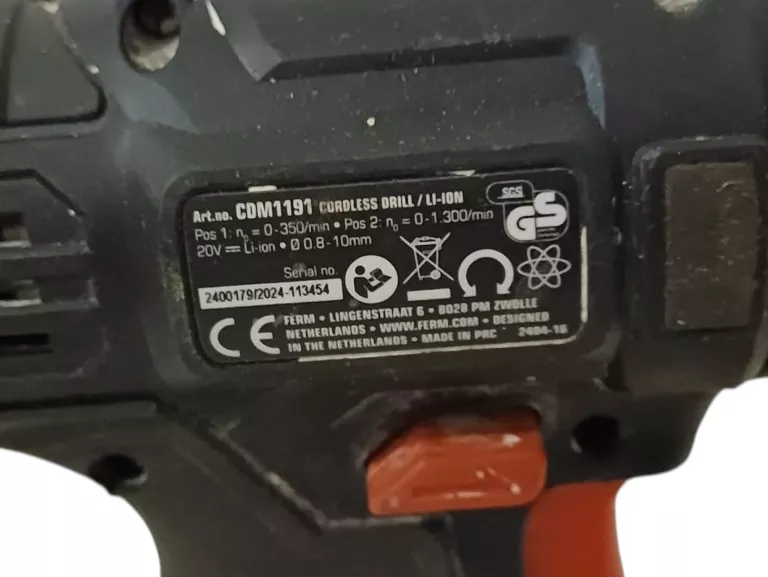 Art.no. CDM1191 CORDLESS DRILL / LI-ION
Pos 1: n₀ = 0-350/min • Pos 2: n₀ = 0-1.300/min
20V ⎓ Li-ion • Ø 0.8-10mm
SGS
GS
Serial no.
2400179/2024-113454
CE
FERM • LINGENSTRAAT 6 • 8028 PM ZWOLLE
NETHERLANDS • WWW.FERM.COM • DESIGNED
IN THE NETHERLANDS • MADE IN PRC 2404-16